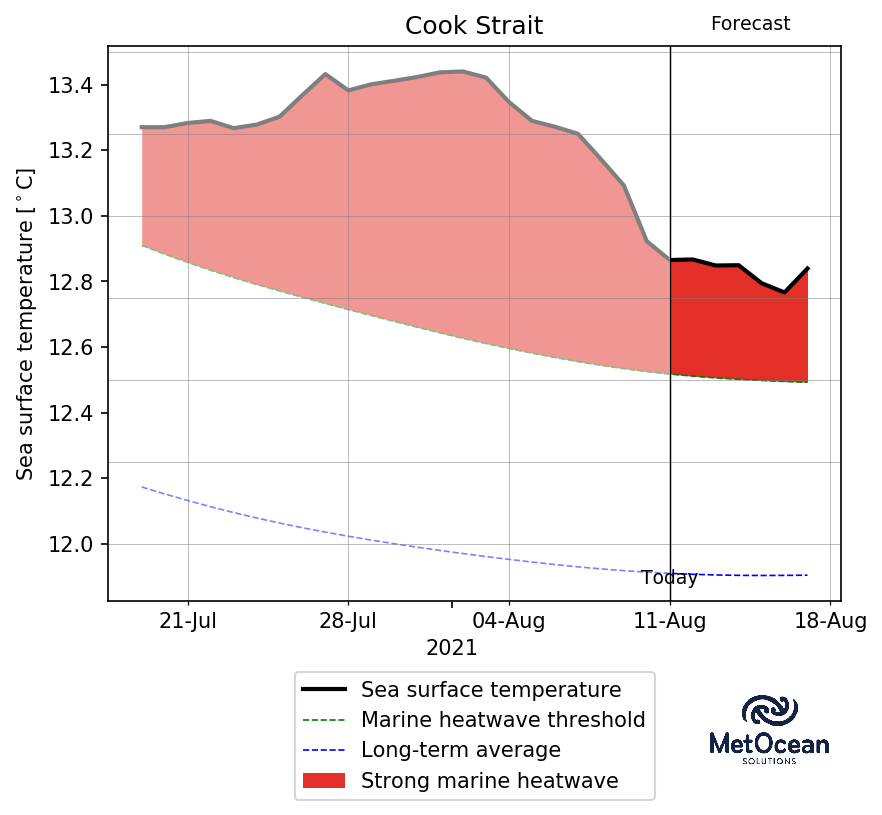 Cook Strait
Forecast
Sea surface temperature [°C]
13.4
13.2
13.0
12.8
12.6
12.4
12.2
12.0
Today
21-Jul
28-Jul
04-Aug
11-Aug
18-Aug
2021
Sea surface temperature
Marine heatwave threshold
Long-term average
Strong marine heatwave
MetOcean
SOLUTIONS